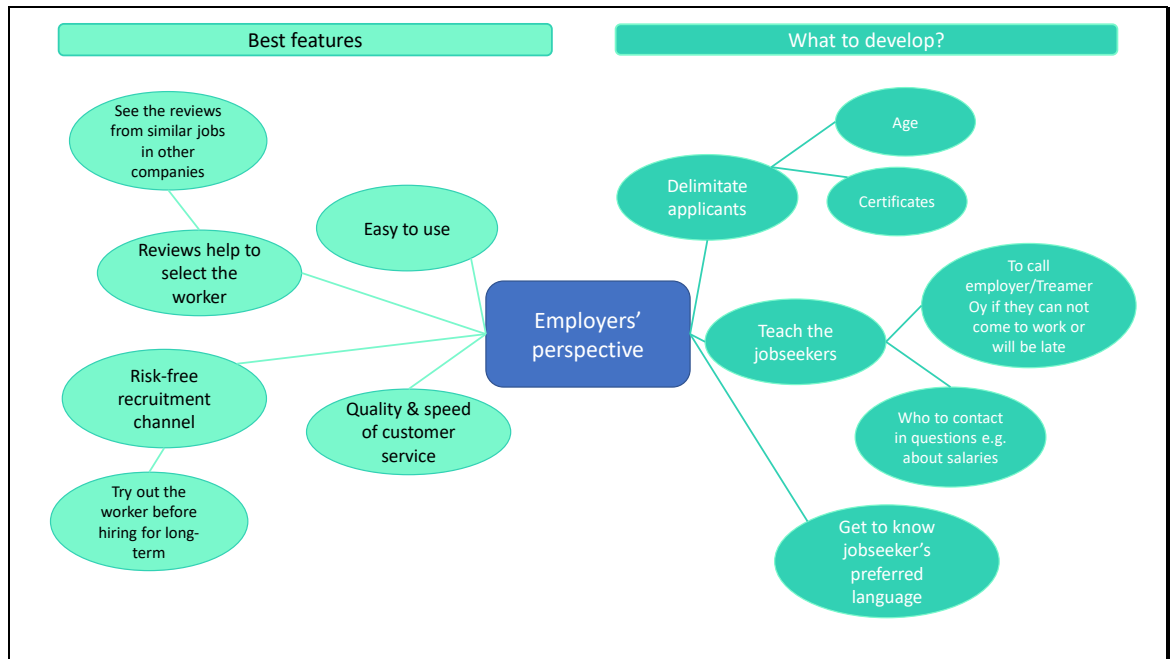 Best features
See the reviews
from similar jobs
in other
companies
Easy to use
Reviews help to
select the
worker
Risk-free
recruitment
channel
Quality & speed
of customer
service
Try out the
worker before
hiring for long-
term
Employers’
perspective
What to develop?
Age
Delimitate
applicants
Certificates
To call
employer/Treamer
Oy if they can not
come to work or
will be late
Teach the
jobseekers
Who to contact
in questions e.g.
about salaries
Get to know
jobseeker’s
preferred
language